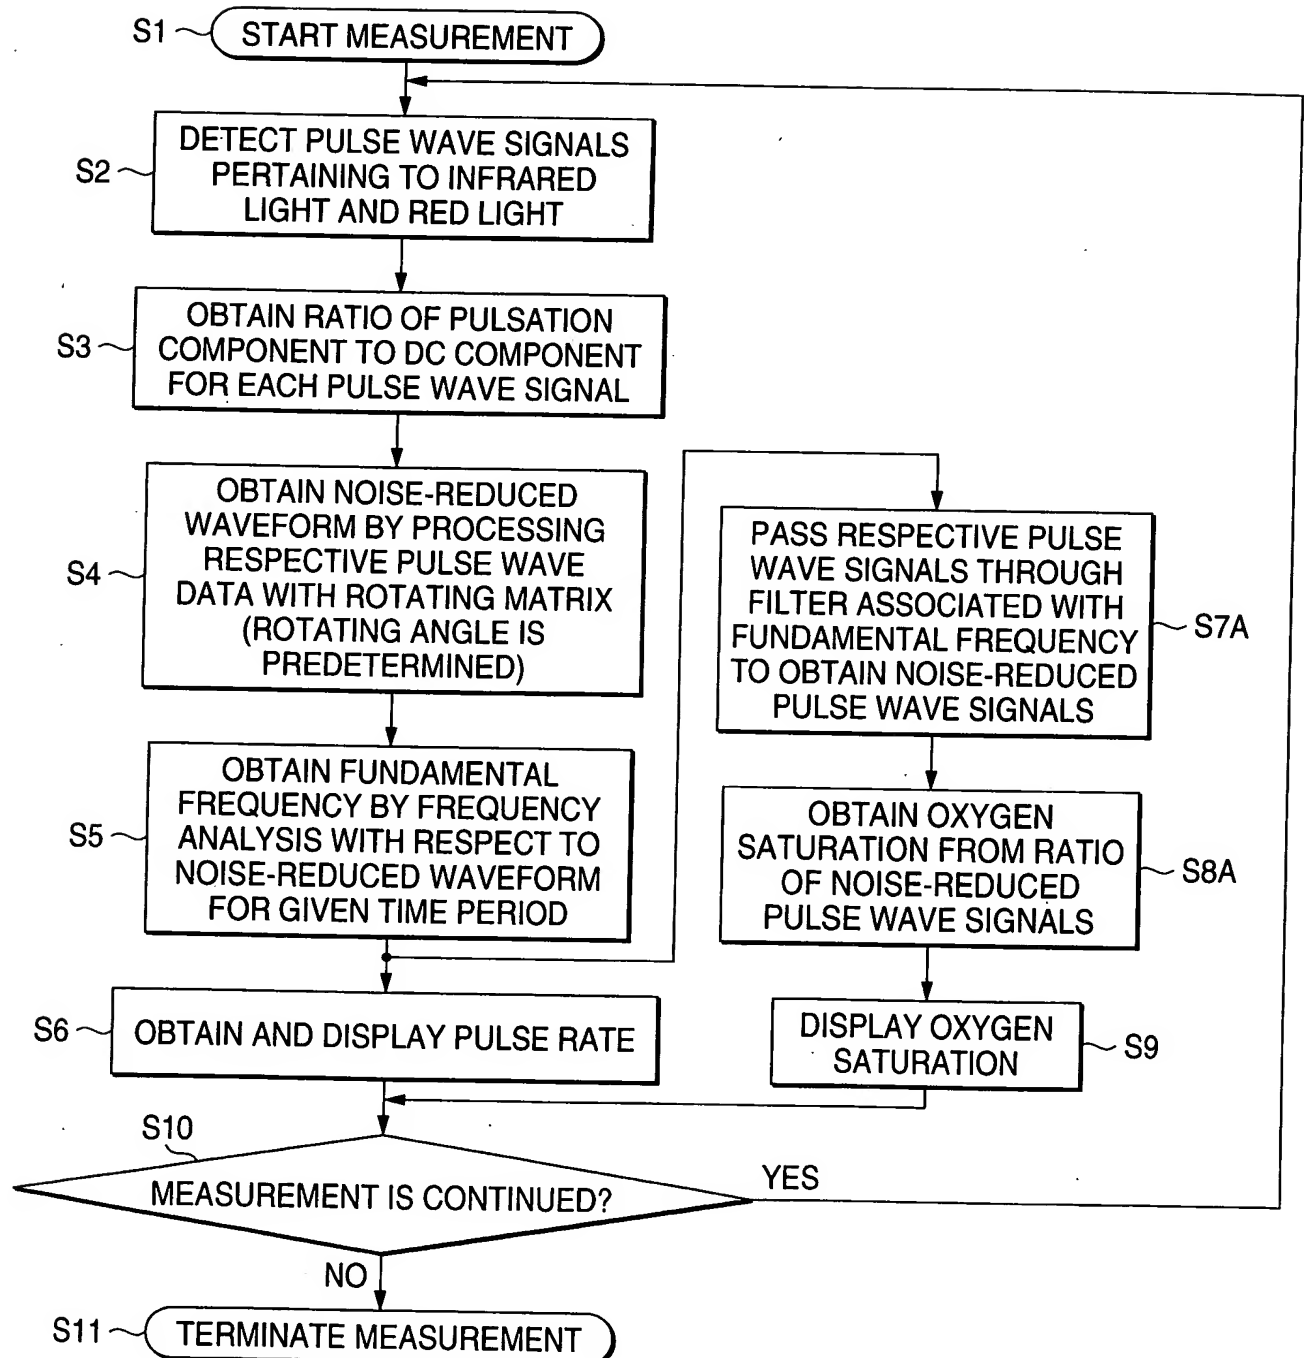 S1
START MEASUREMENT
S2
DETECT PULSE WAVE SIGNALS
PERTAINING TO INFRARED
LIGHT AND RED LIGHT
S3
OBTAIN RATIO OF PULSATION
COMPONENT TO DC COMPONENT
FOR EACH PULSE WAVE SIGNAL
S4
OBTAIN NOISE-REDUCED
WAVEFORM BY PROCESSING
RESPECTIVE PULSE WAVE
DATA WITH ROTATING MATRIX
(ROTATING ANGLE IS
PREDETERMINED)
S5
OBTAIN FUNDAMENTAL
FREQUENCY BY FREQUENCY
ANALYSIS WITH RESPECT TO
NOISE-REDUCED WAVEFORM
FOR GIVEN TIME PERIOD
S6
OBTAIN AND DISPLAY PULSE RATE
PASS RESPECTIVE PULSE
WAVE SIGNALS THROUGH
FILTER ASSOCIATED WITH
FUNDAMENTAL FREQUENCY
TO OBTAIN NOISE-REDUCED
PULSE WAVE SIGNALS
S7A
OBTAIN OXYGEN
SATURATION FROM RATIO
OF NOISE-REDUCED
PULSE WAVE SIGNALS
S8A
DISPLAY OXYGEN
SATURATION
S9
S10
MEASUREMENT IS CONTINUED?
YES
NO
S11
TERMINATE MEASUREMENT